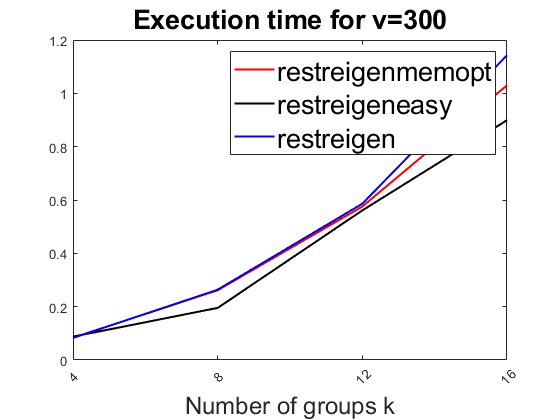 Execution time for v=300
1.2
1
0.8
0.6
0.4
0.2
0
restreigenmemopt
restreigeneasy
restreigen
4
8
12
16
Number of groups k